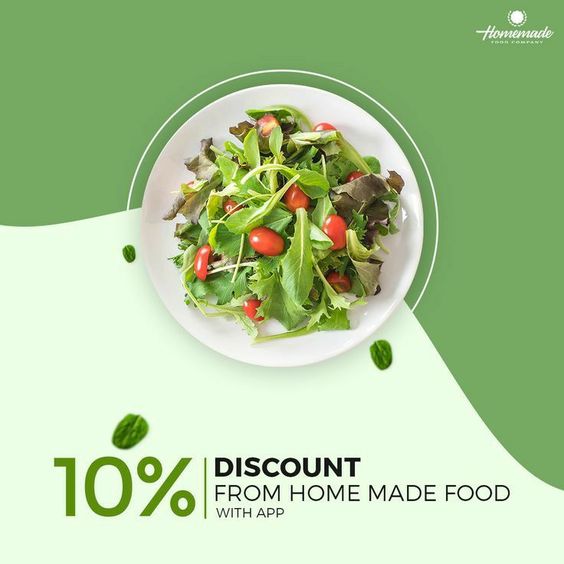 Homemade
FOOD COMPANY
10%
DISCOUNT
FROM HOME MADE FOOD
WITH APP